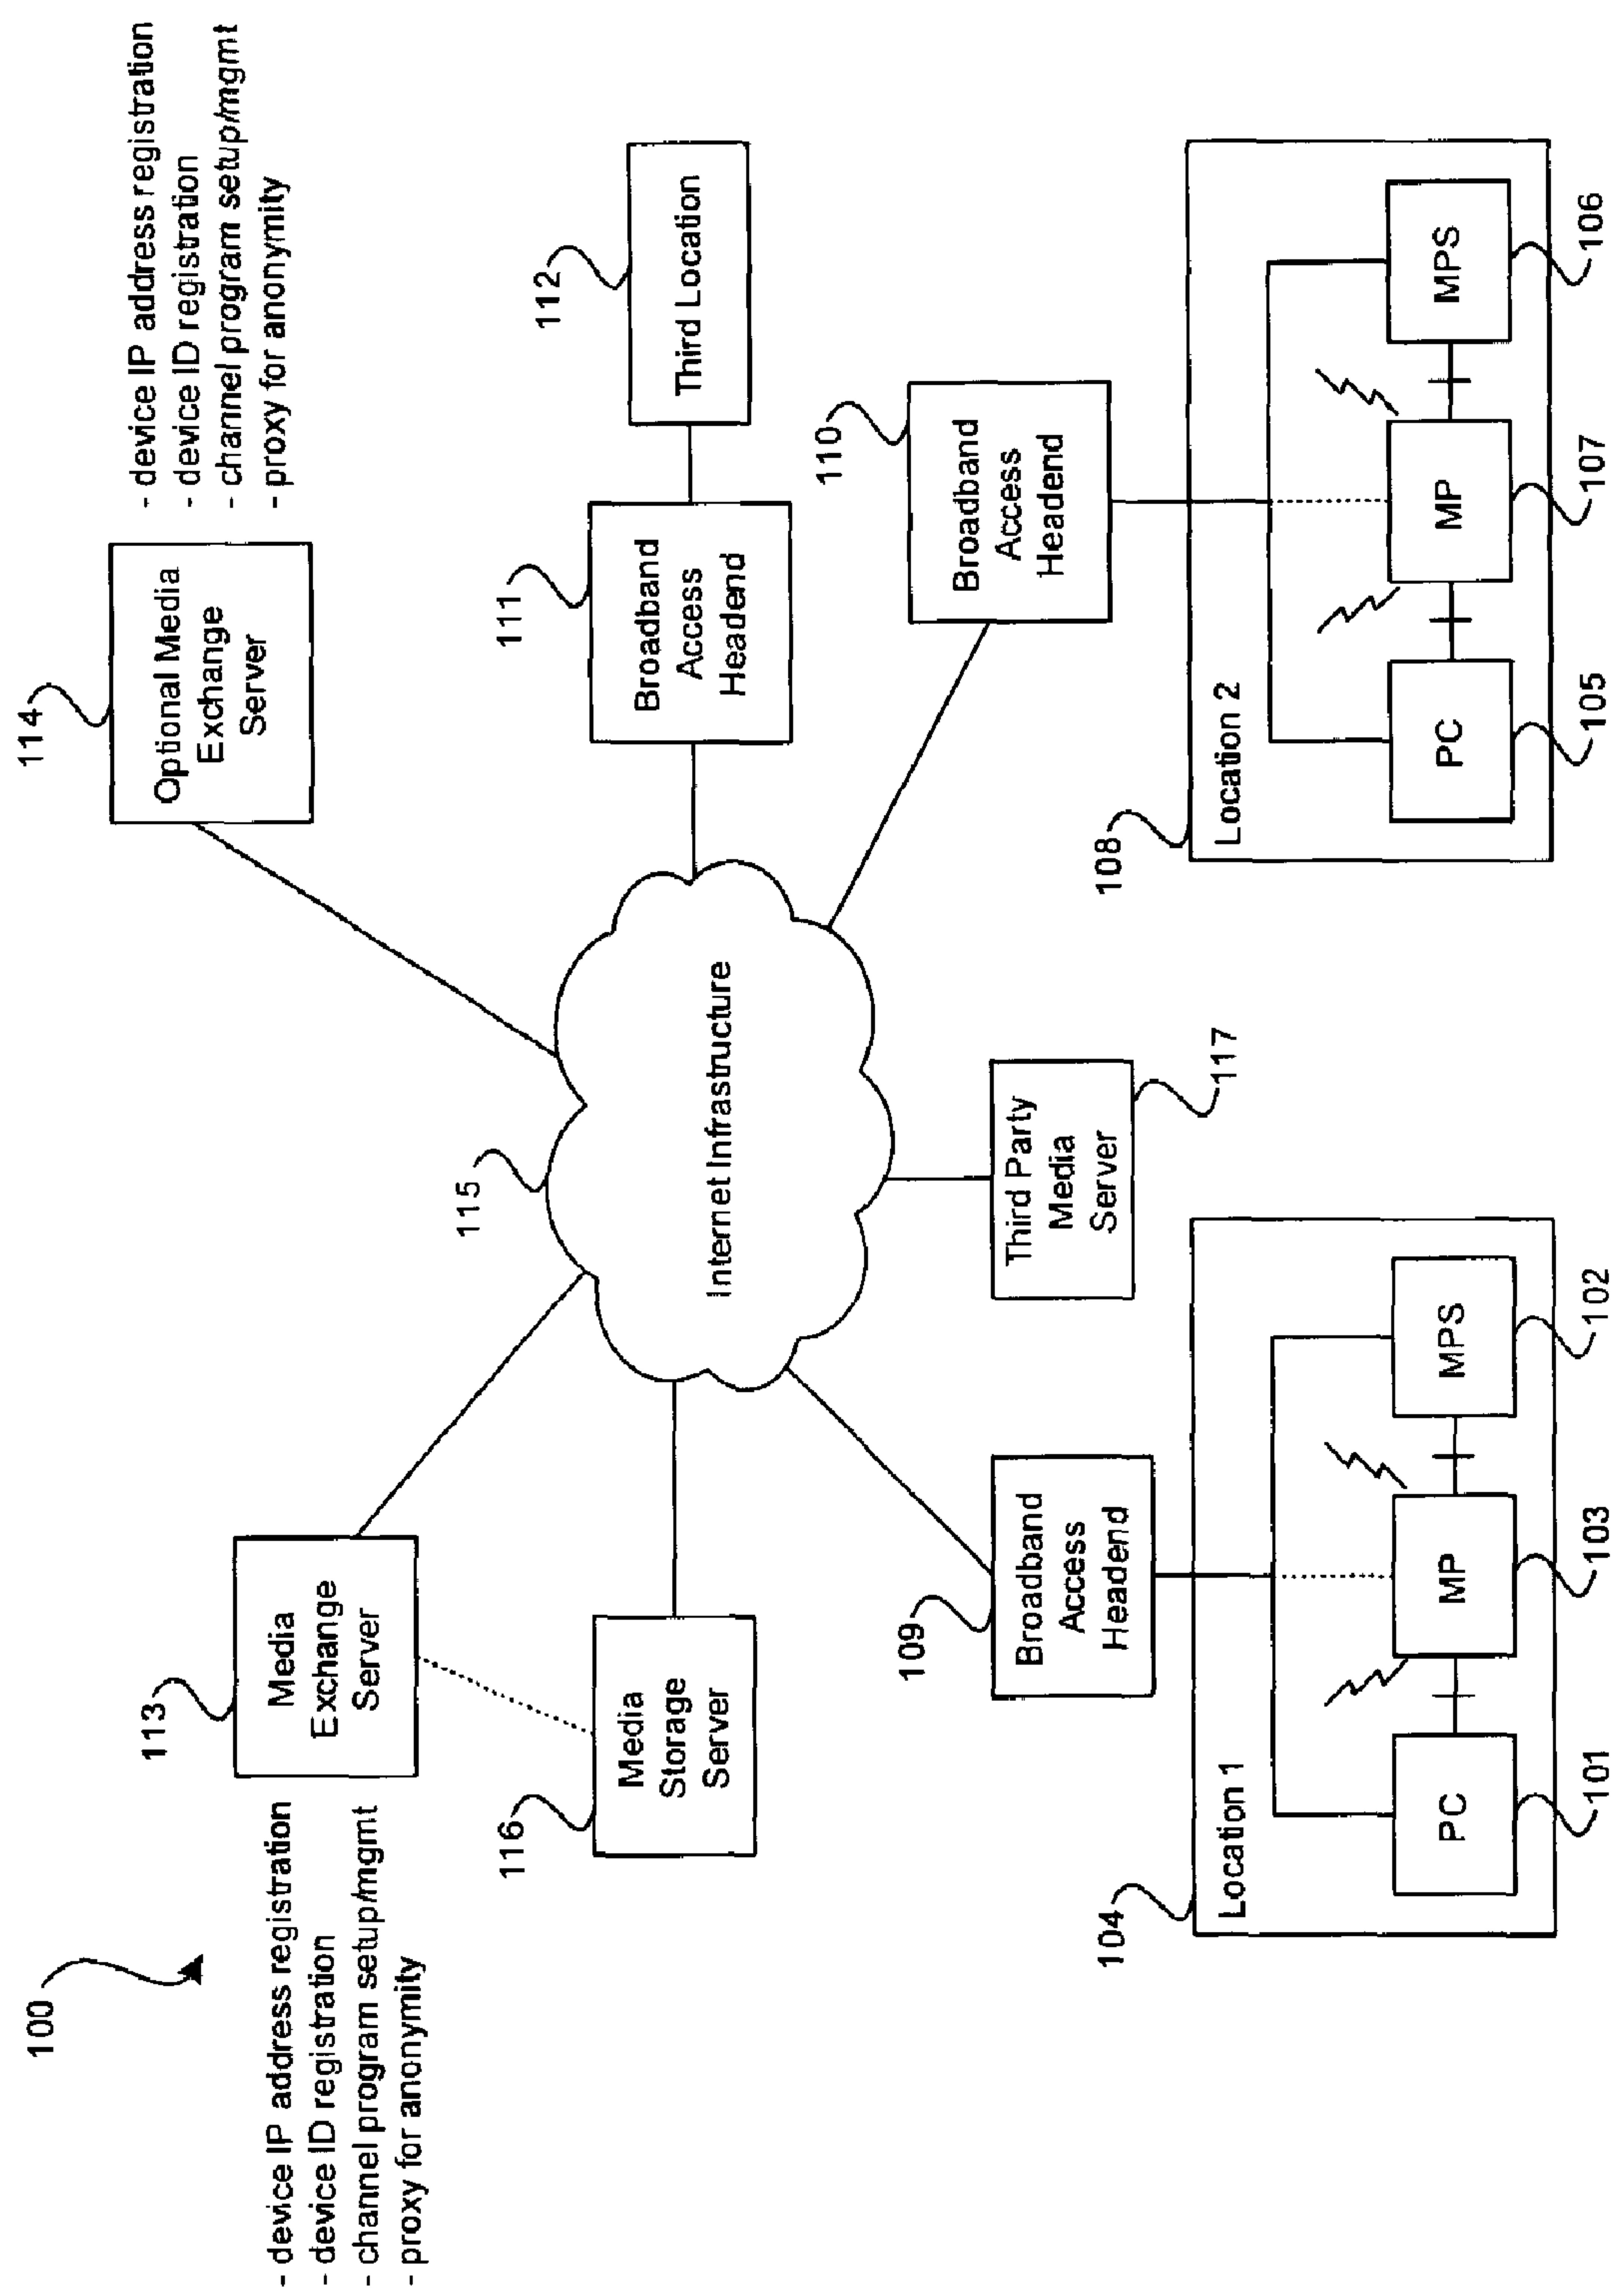 100
- device IP address registration
- device ID registration
- channel program setup/mgmt
- proxy for anonymity
113
Media
Exchange
Server
114
Optional Media
Exchange
Server
- device IP address registration
- device ID registration
- channel program setup/mgmt
- proxy for anonymity
116
Media
Storage
Server
115
Internet Infrastructure
111
Broadband
Access
Headend
112
Third Location
109
Broadband
Access
Headend
Third Party
Media
Server
117
110
Broadband
Access
Headend
104
Location 1
PC
MP
MPS
101
103
102
108
Location 2
PC
MP
MPS
105
107
106